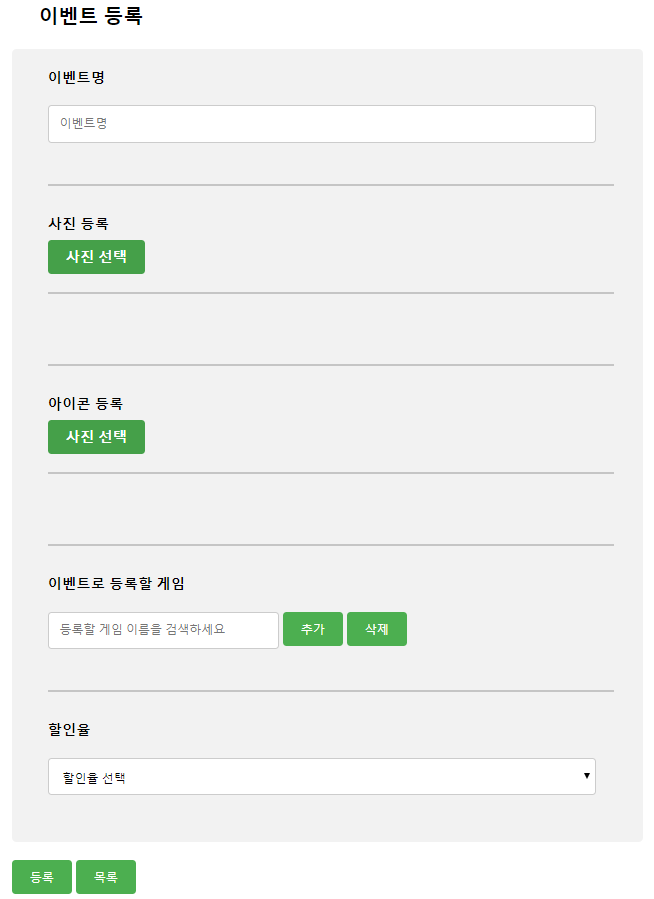 이벤트 등록
이벤트명
이벤트명
사진 등록
사진 선택
아이콘 등록
사진 선택
이벤트로 등록할 게임
등록할 게임 이름을 검색하세요 추가 삭제
할인율
할인율 선택
등록 목록